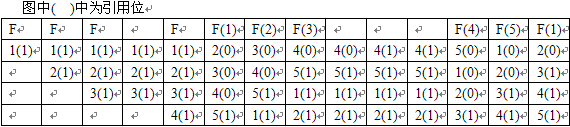 图中(  )中为引用位
F F F F F(1) F(2) F(3) F(4) F(5) F(1)
1(1) 1(1) 1(1) 1(1) 1(1) 2(0) 3(0) 4(0) 4(0) 4(1) 4(1) 5(0) 1(0) 2(0)
2(1) 2(1) 2(1) 2(1) 3(0) 4(0) 5(1) 5(1) 5(1) 5(1) 1(0) 2(0) 3(1)
3(1) 3(1) 3(1) 4(0) 5(1) 1(1) 1(1) 1(1) 1(1) 2(0) 3(1) 4(1)
4(1) 5(1) 1(1) 2(1) 2(1) 2(1) 2(1) 3(1) 4(1) 5(1)